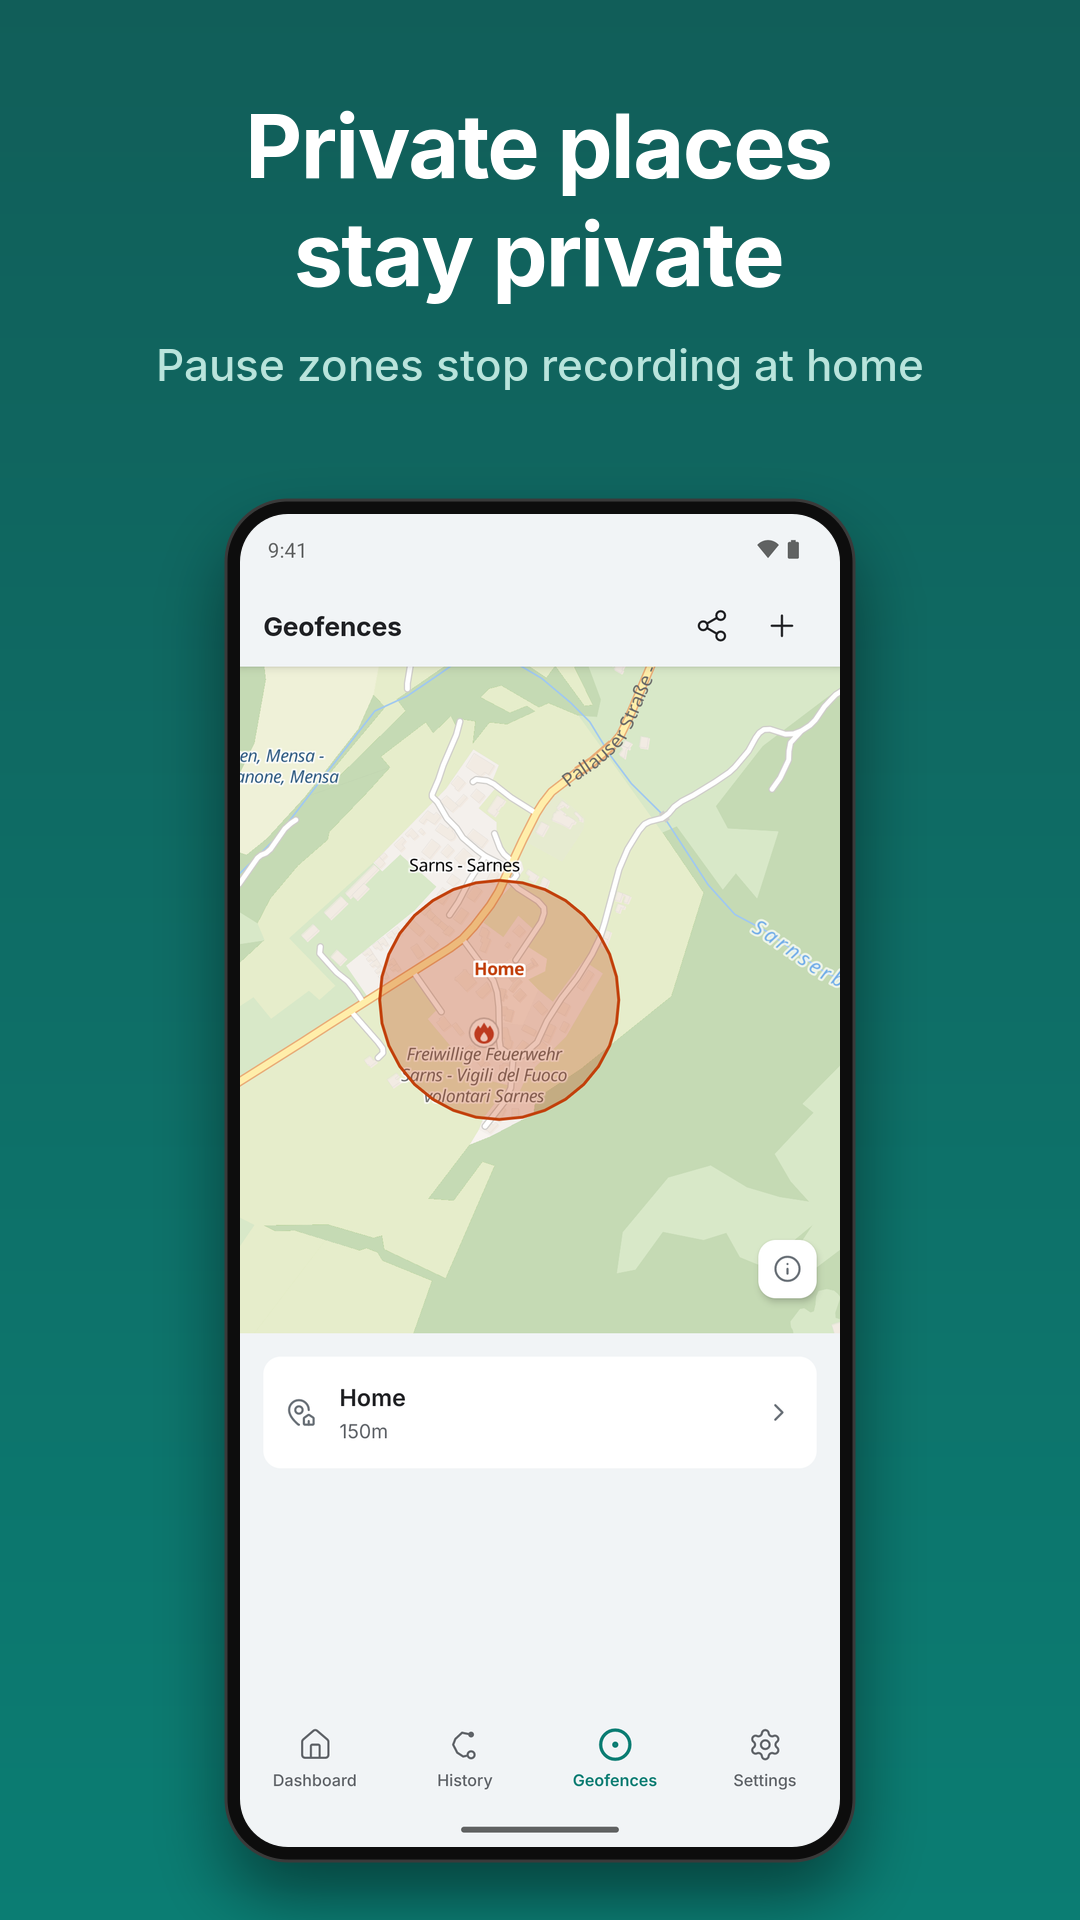 Private places
stay private
Pause zones stop recording at home
9:41
Geofences
Pallauser Straße -
en, Mensa -
anone, Mensa
Sarns - Sarnes
Sarnserb
Home
Freiwillige Feuerwehr
Sarns - Vigili del Fuoco
volontari Sarnes
Home
150m
Dashboard
History
Geofences
Settings